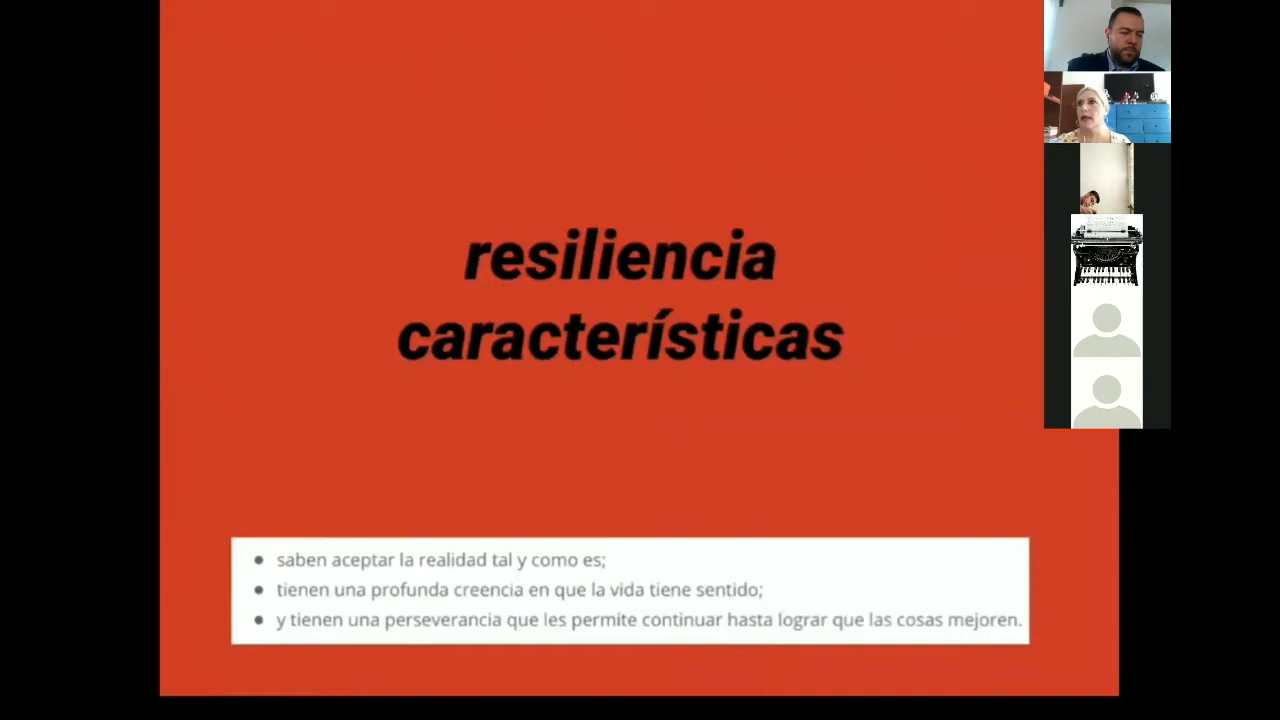 resiliencia
características
saben aceptar la realidad tal y como es;
tienen una profunda creencia en que la vida tiene sentido;
y tienen una perseverancia que les permite continuar hasta lograr que las cosas mejoren.